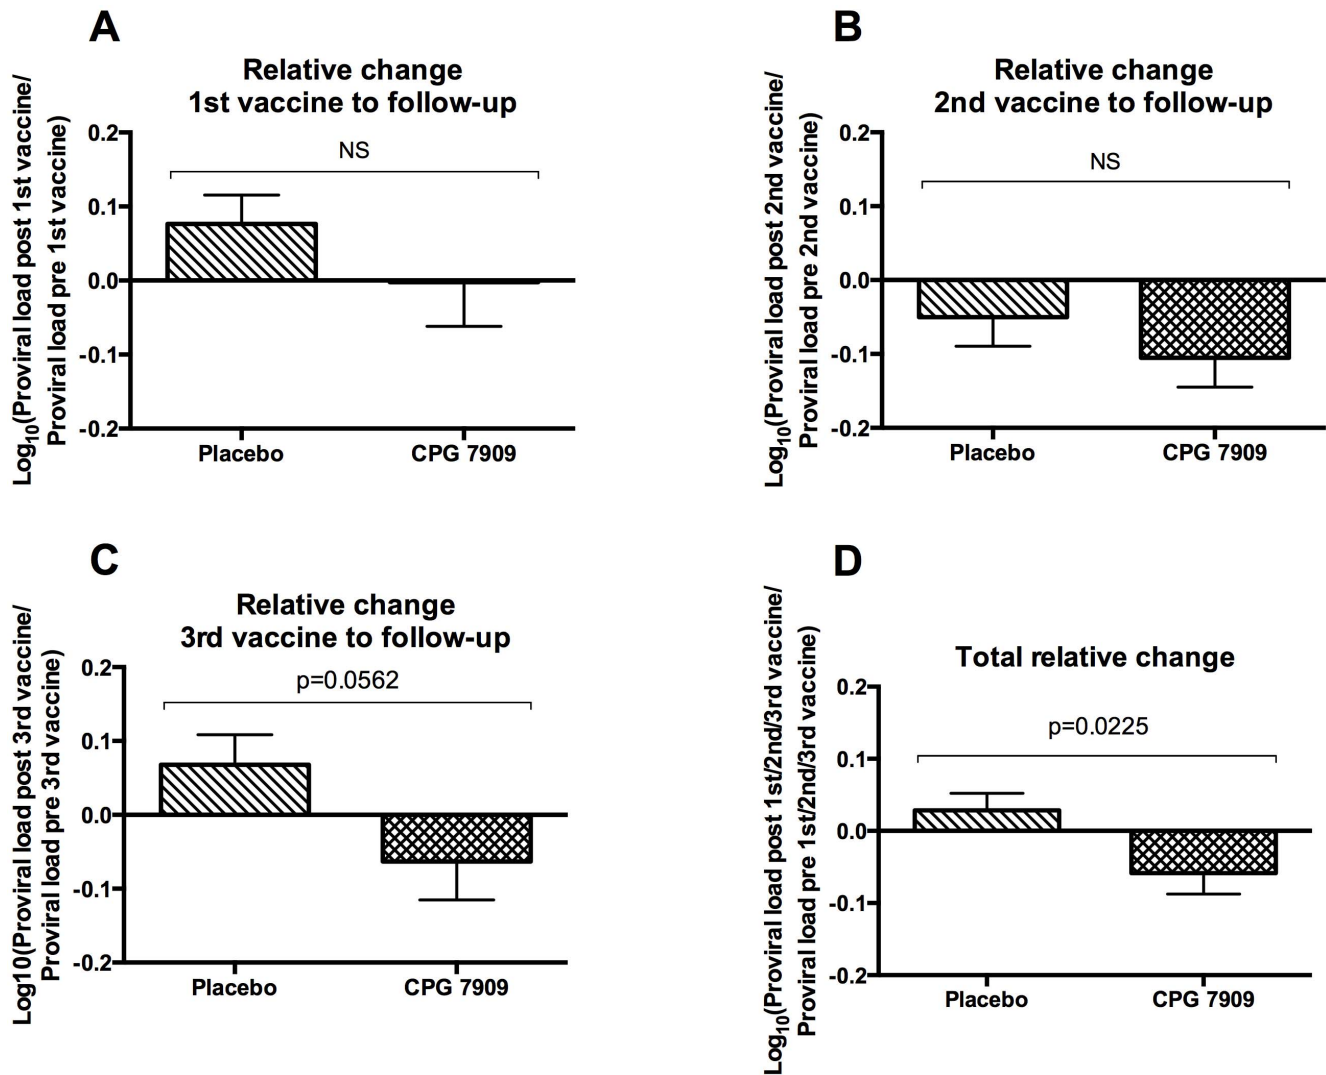 A
Relative change
1st vaccine to follow-up
Log10(Proviral load post 1st vaccine/
Proviral load pre 1st vaccine)
0.2
0.1
0.0
-0.1
-0.2
NS
Placebo
CPG 7909
B
Relative change
2nd vaccine to follow-up
Log10(Proviral load post 2nd vaccine/
Proviral load pre 2nd vaccine)
0.2
0.1
0.0
-0.1
-0.2
NS
Placebo
CPG 7909
C
Relative change
3rd vaccine to follow-up
Log10(Proviral load post 3rd vaccine/
Proviral load pre 3rd vaccine)
0.2
0.1
0.0
-0.1
-0.2
p=0.0562
Placebo
CPG 7909
D
Total relative change
Log10(Proviral load post 1st/2nd/3rd vaccine/
Proviral load pre 1st/2nd/3rd vaccine)
0.2
0.1
0.0
-0.1
-0.2
p=0.0225
Placebo
CPG 7909